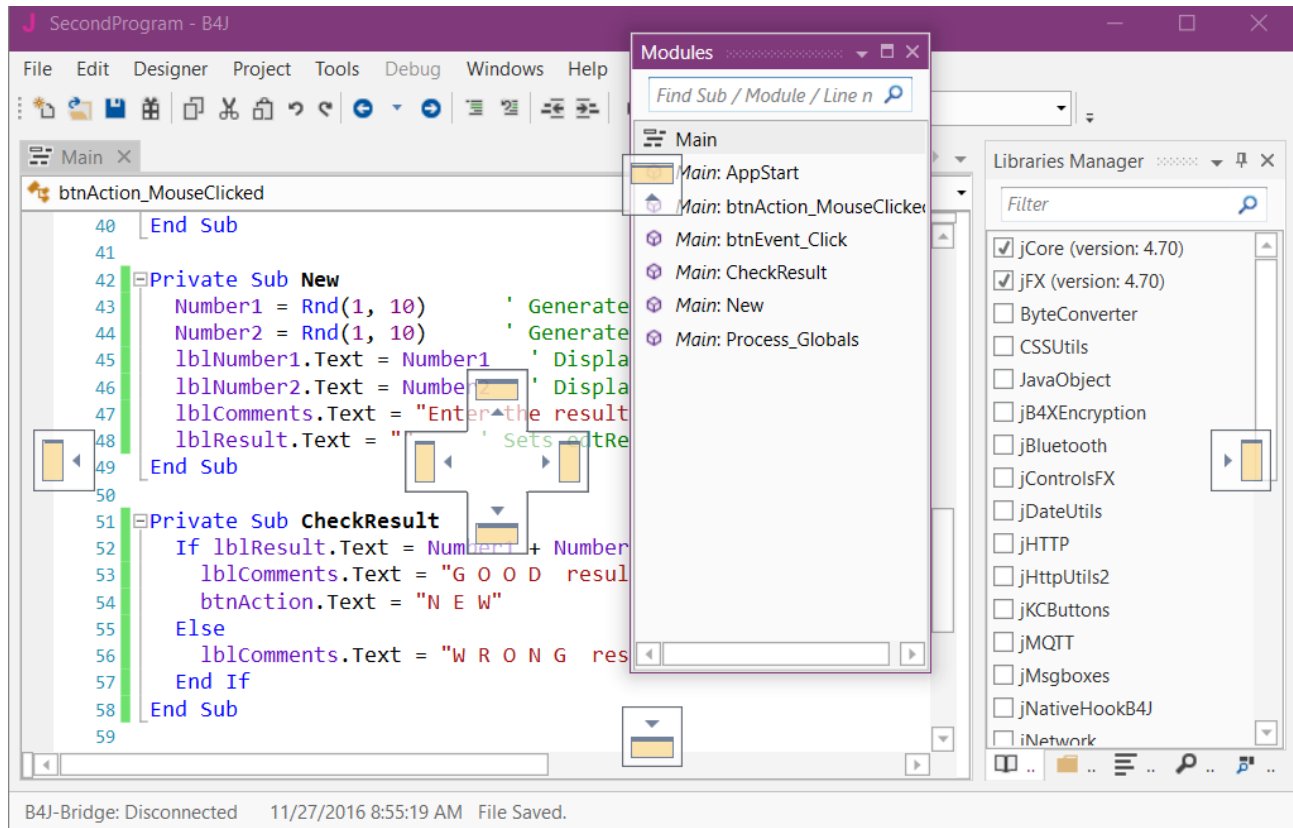 SecondProgram - B4J
File Edit Designer Project Tools Debug Windows Help
Modules
Find Sub / Module / Line n
Main
Main: AppStart
Main: btnAction_MouseClicked
Main: btnEvent_Click
Main: CheckResult
Main: New
Main: Process_Globals
Main
btnAction_MouseClicked
40 End Sub
41
42 Private Sub New
43 Number1 = Rnd(1, 10) ' Generate
44 Number2 = Rnd(1, 10) ' Generate
45 lblNumber1.Text = Number1 ' Displa
46 lblNumber2.Text = Number2 ' Displa
47 lblComments.Text = "Enter the result
48 lblResult.Text = "" ' Sets edtRe
49 End Sub
50
51 Private Sub CheckResult
52 If lblResult.Text = Number1 + Number
53 lblComments.Text = "G O O D resul
54 btnAction.Text = "N E W"
55 Else
56 lblComments.Text = "W R O N G res
57 End If
58 End Sub
59
Libraries Manager
Filter
jCore (version: 4.70)
jFX (version: 4.70)
ByteConverter
CSSUtils
JavaObject
jB4XEncryption
jBluetooth
jControlsFX
jDateUtils
jHTTP
jHttpUtils2
jKCButtons
jMQTT
jMsgboxes
jNativeHookB4J
jNetwork
.. .. .. .. ..
B4J-Bridge: Disconnected 11/27/2016 8:55:19 AM File Saved.